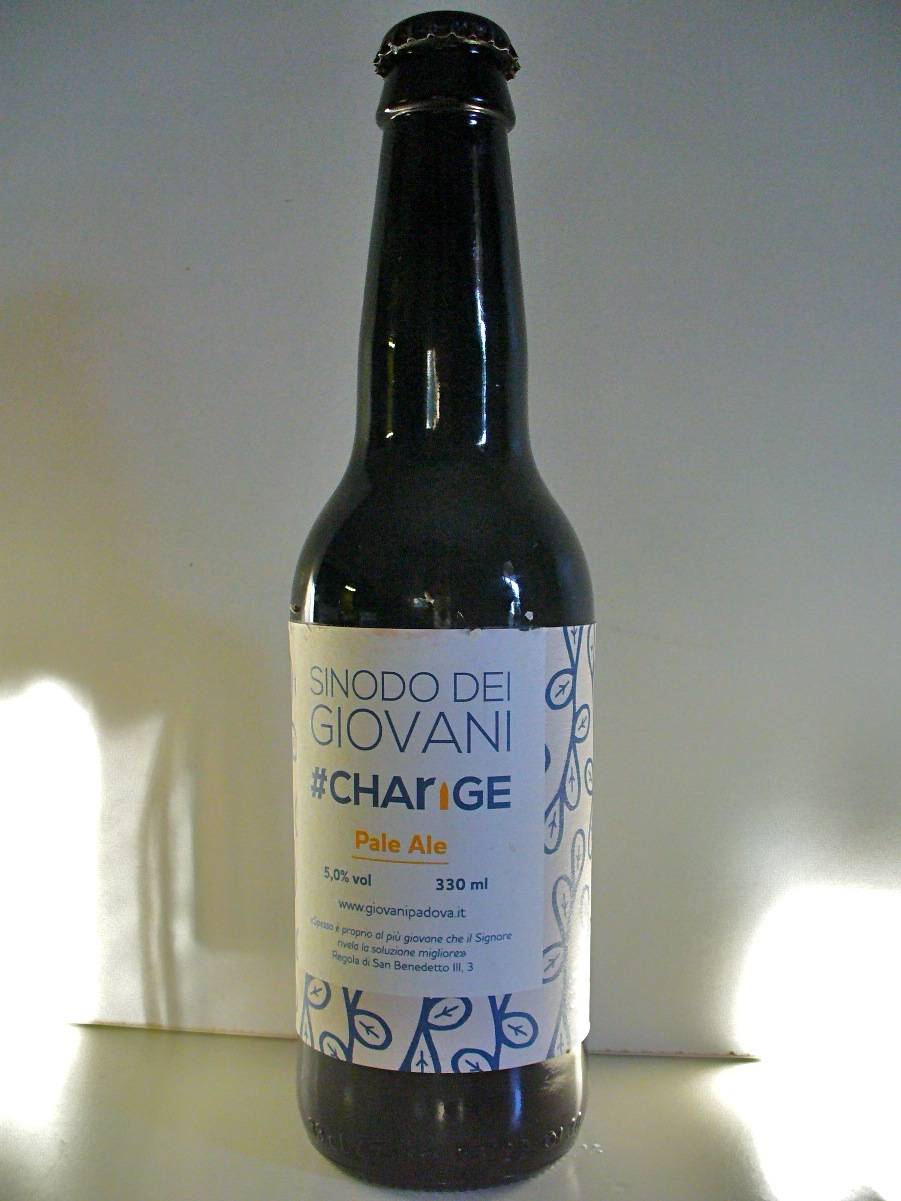 SINODO DEI
GIOVANI
#CHArGE
Pale Ale
5,0% vol 330 ml
www.giovanipadova.it
«Spesso è proprio al più giovane che il Signore
rivela la soluzione migliore»
Regola di San Benedetto III, 3